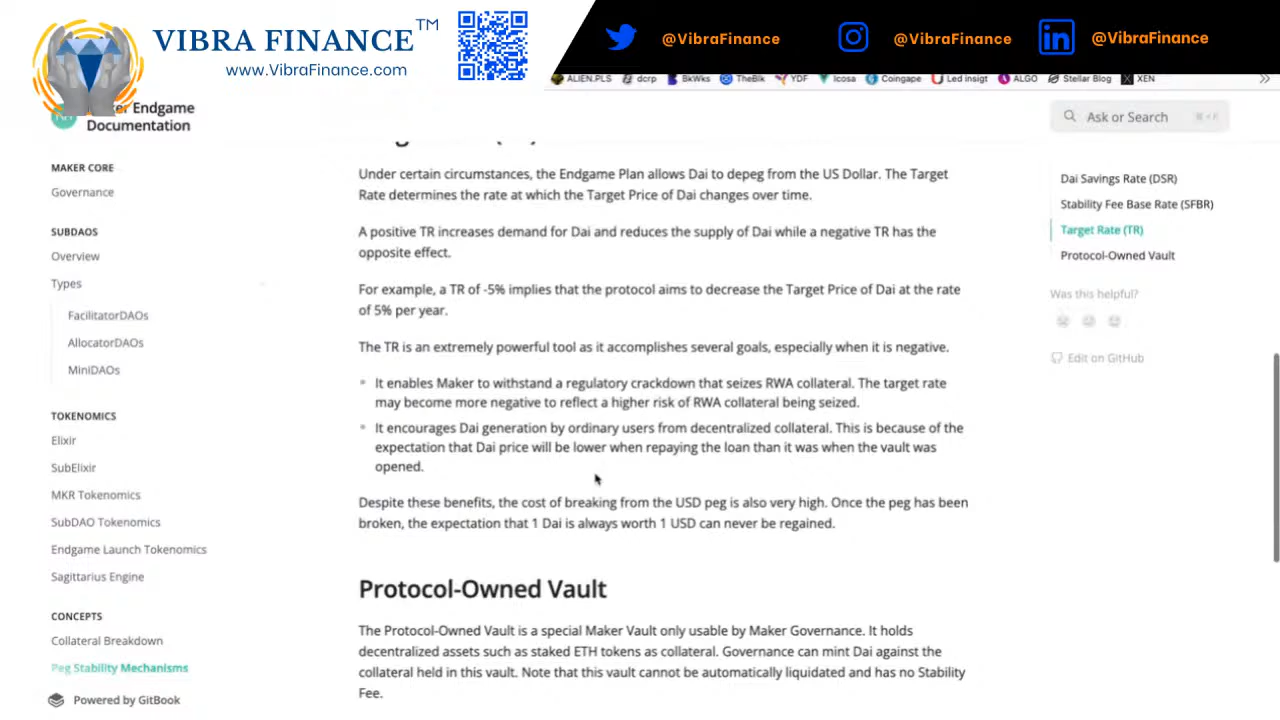 VIBRA FINANCE™
www.VibraFinance.com
@VibraFinance
@VibraFinance
@VibraFinance
ALIEN.PLS
dcrp
BkWks
TheBlk
YDF
Icosa
Coingape
Led Insigt
ALGO
Stellar Blog
XEN
Endgame
Documentation
Ask or Search
⌘ K
MAKER CORE
Governance
SUBDAOS
Overview
Types
FacilitatorDAOs
AllocatorDAOs
MiniDAOs
TOKENOMICS
Elixir
SubElixir
MKR Tokenomics
SubDAO Tokenomics
Endgame Launch Tokenomics
Sagittarius Engine
CONCEPTS
Collateral Breakdown
Peg Stability Mechanisms
Powered by GitBook
Under certain circumstances, the Endgame Plan allows Dai to depeg from the US Dollar. The Target
Rate determines the rate at which the Target Price of Dai changes over time.
A positive TR increases demand for Dai and reduces the supply of Dai while a negative TR has the
opposite effect.
For example, a TR of -5% implies that the protocol aims to decrease the Target Price of Dai at the rate
of 5% per year.
The TR is an extremely powerful tool as it accomplishes several goals, especially when it is negative.
It enables Maker to withstand a regulatory crackdown that seizes RWA collateral. The target rate
may become more negative to reflect a higher risk of RWA collateral being seized.
It encourages Dai generation by ordinary users from decentralized collateral. This is because of the
expectation that Dai price will be lower when repaying the loan than it was when the vault was
opened.
Despite these benefits, the cost of breaking from the USD peg is also very high. Once the peg has been
broken, the expectation that 1 Dai is always worth 1 USD can never be regained.
Protocol-Owned Vault
The Protocol-Owned Vault is a special Maker Vault only usable by Maker Governance. It holds
decentralized assets such as staked ETH tokens as collateral. Governance can mint Dai against the
collateral held in this vault. Note that this vault cannot be automatically liquidated and has no Stability
Fee.
Dai Savings Rate (DSR)
Stability Fee Base Rate (SFBR)
Target Rate (TR)
Protocol-Owned Vault
Was this helpful?
Edit on GitHub